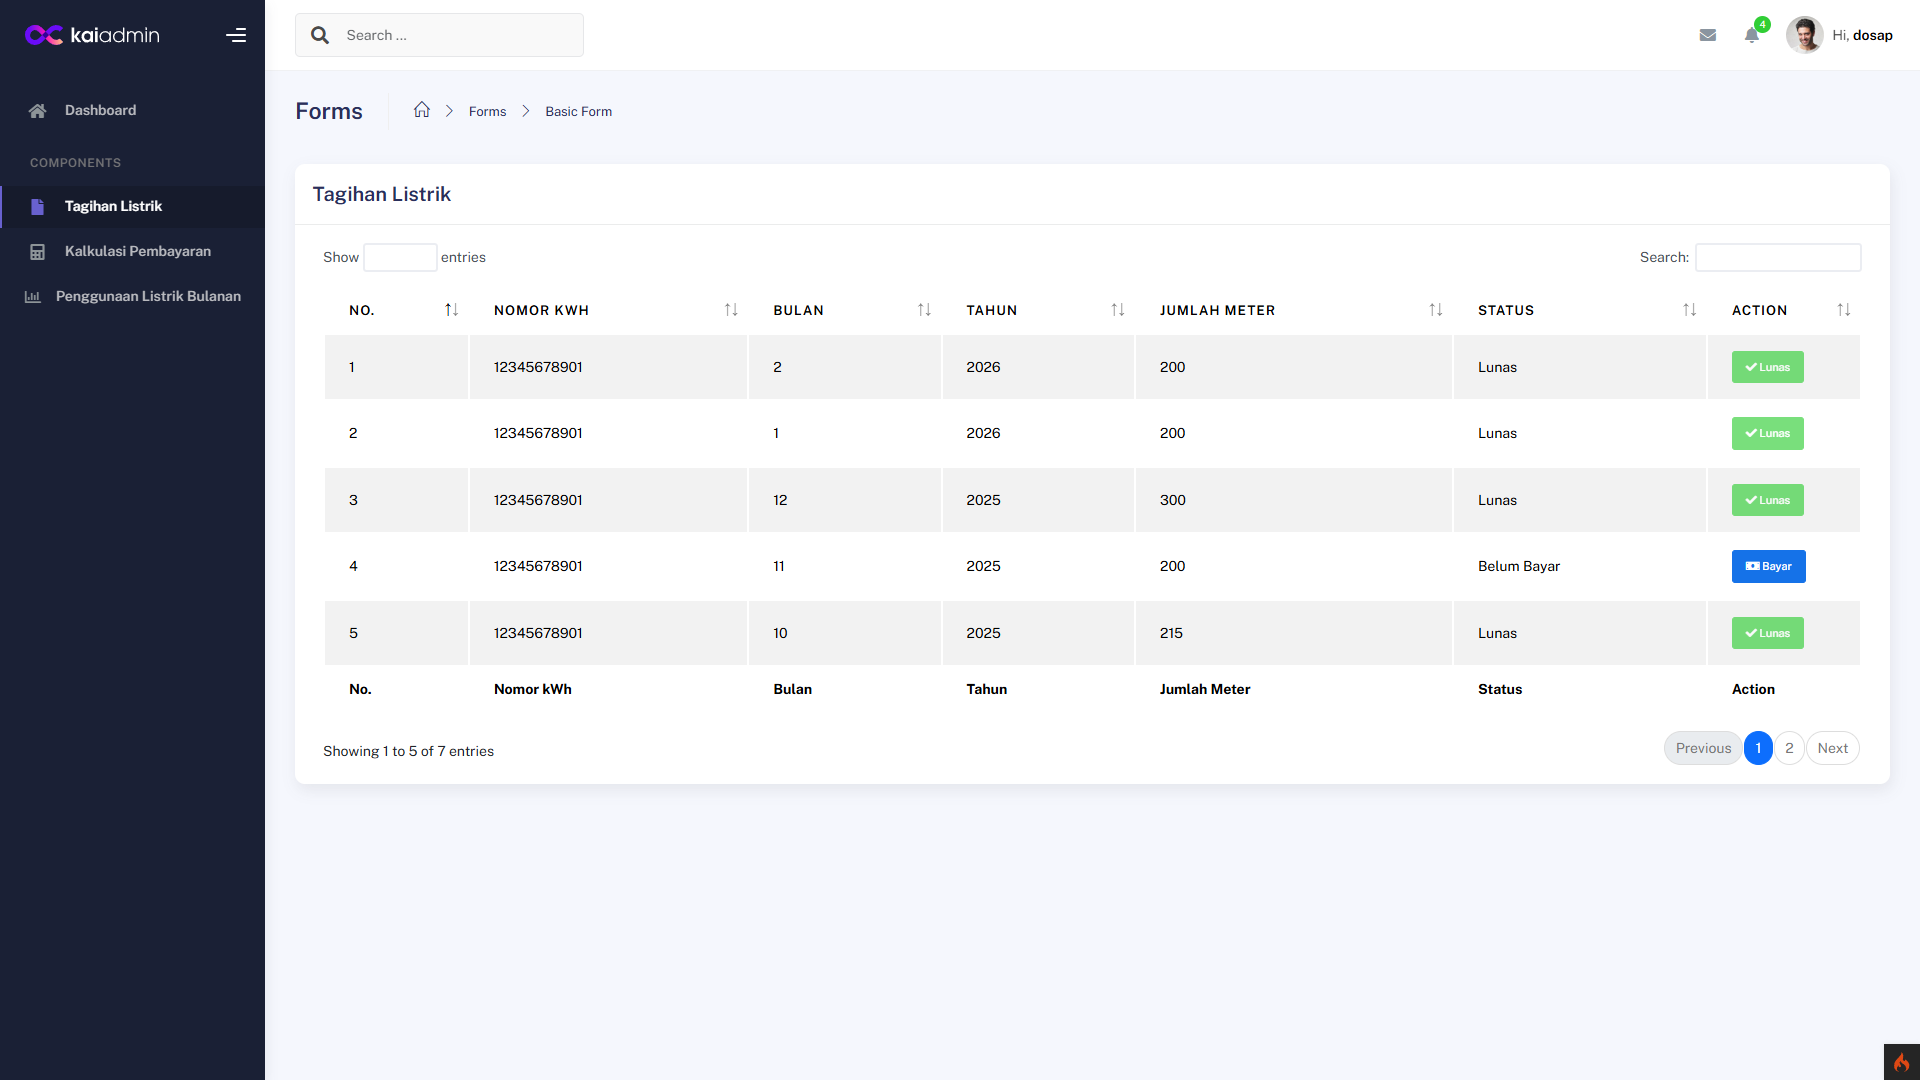 kaiadmin
Search ...
4
Hi, dosap
Dashboard
COMPONENTS
Tagihan Listrik
Kalkulasi Pembayaran
Penggunaan Listrik Bulanan
Forms
Forms
Basic Form
Tagihan Listrik
Show entries
Search:
NO. NOMOR KWH BULAN TAHUN JUMLAH METER STATUS ACTION
1 12345678901 2 2026 200 Lunas Lunas
2 12345678901 1 2026 200 Lunas Lunas
3 12345678901 12 2025 300 Lunas Lunas
4 12345678901 11 2025 200 Belum Bayar Bayar
5 12345678901 10 2025 215 Lunas Lunas
No. Nomor kWh Bulan Tahun Jumlah Meter Status Action
Showing 1 to 5 of 7 entries
Previous 1 2 Next